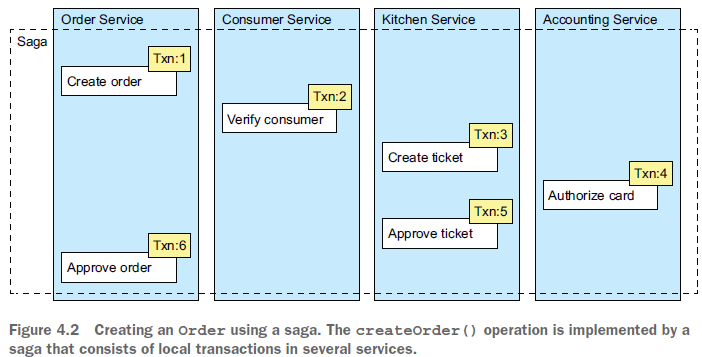 Order Service
Consumer Service
Kitchen Service
Accounting Service
Saga
Txn:1
Create order
Txn:2
Verify consumer
Txn:3
Create ticket
Txn:4
Authorize card
Txn:5
Approve ticket
Txn:6
Approve order
Figure 4.2 Creating an Order using a saga. The createOrder() operation is implemented by a
saga that consists of local transactions in several services.